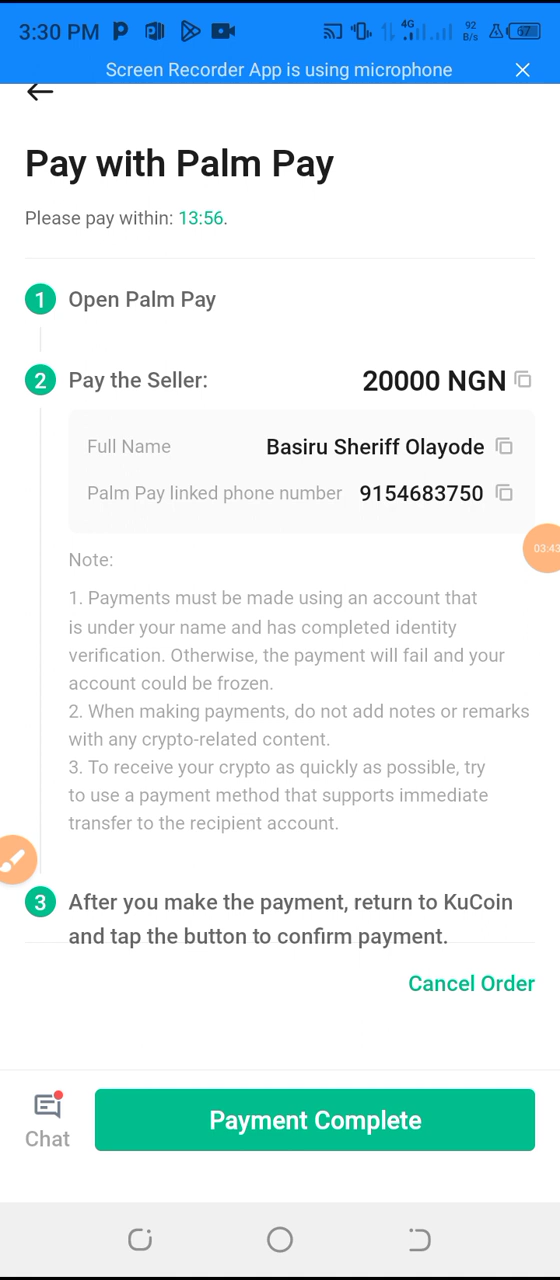 3:30 PM
4G
92 B/s
67
Screen Recorder App is using microphone
Pay with Palm Pay
Please pay within: 13:56.
1 Open Palm Pay
2 Pay the Seller: 20000 NGN
Full Name Basiru Sheriff Olayode
Palm Pay linked phone number 9154683750
03:43
Note:
1. Payments must be made using an account that
is under your name and has completed identity
verification. Otherwise, the payment will fail and your
account could be frozen.
2. When making payments, do not add notes or remarks
with any crypto-related content.
3. To receive your crypto as quickly as possible, try
to use a payment method that supports immediate
transfer to the recipient account.
3 After you make the payment, return to KuCoin
and tap the button to confirm payment.
Cancel Order
Chat
Payment Complete